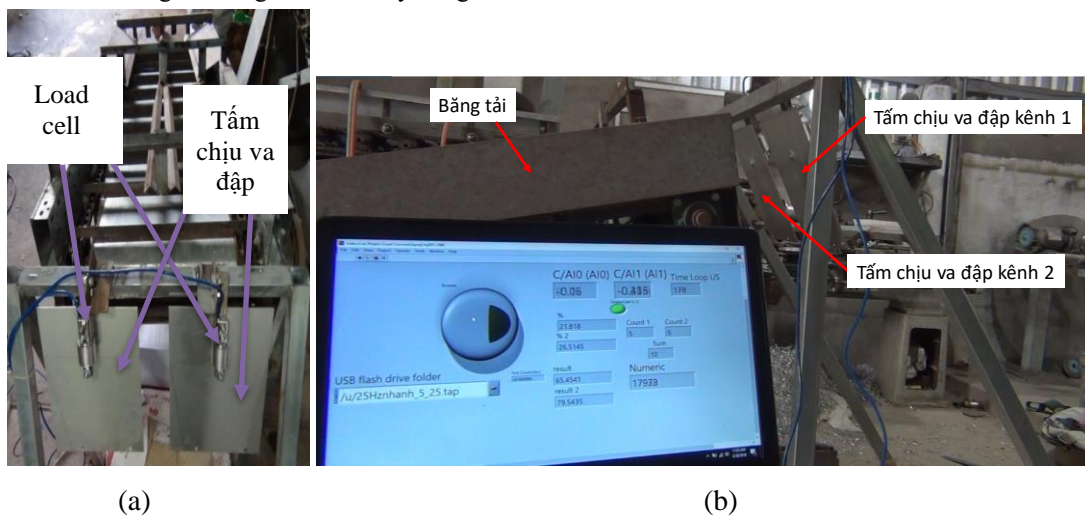 Load
cell
Tấm
chịu va
đập
Băng tải
Tấm chịu va đập kênh 1
Tấm chịu va đập kênh 2
C/AI0 (AI0) C/AI1 (AI1) Time Loop US
-0.06
179
%
Count 1 Count 2
21.818
5 5
% 2
Sum
26.5145
10
USB flash drive folder
result
Numeric
/u/25Hznhanh_5_25.tap
65.4541
result 2
79.5435
(a)
(b)